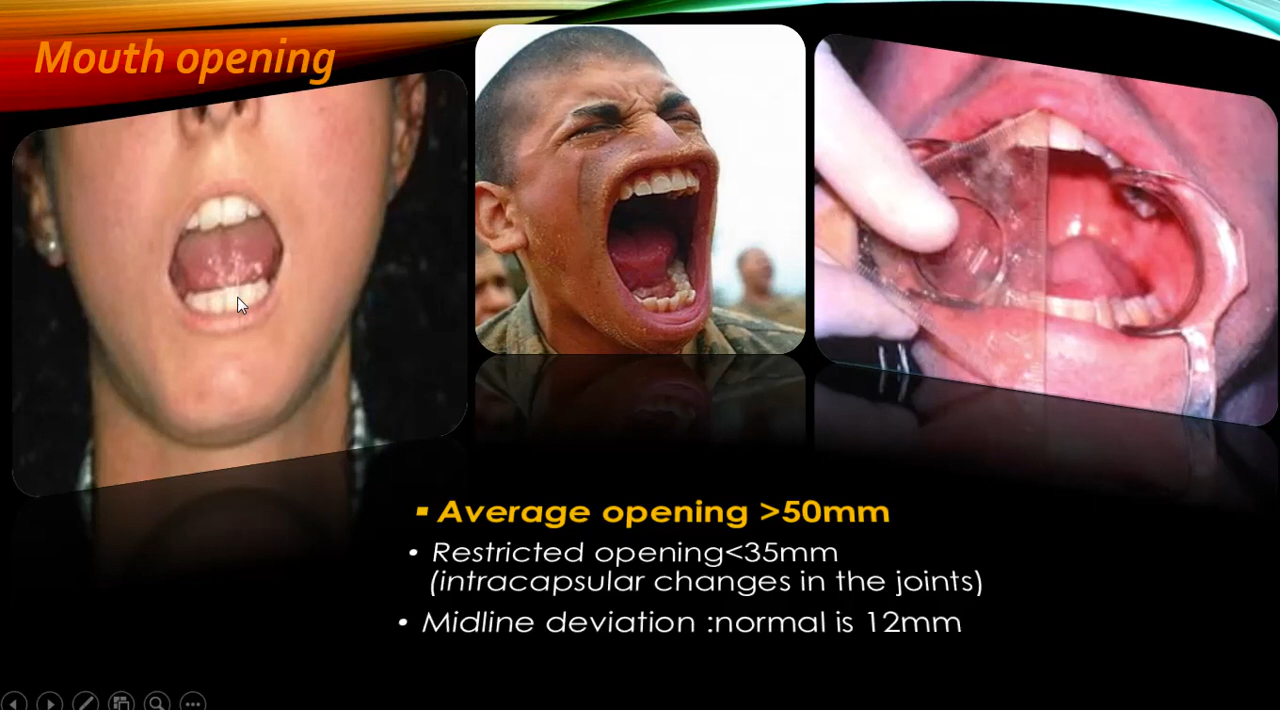 Mouth opening
▪ Average opening >50mm
• Restricted opening<35mm
(intracapsular changes in the joints)
• Midline deviation :normal is 12mm